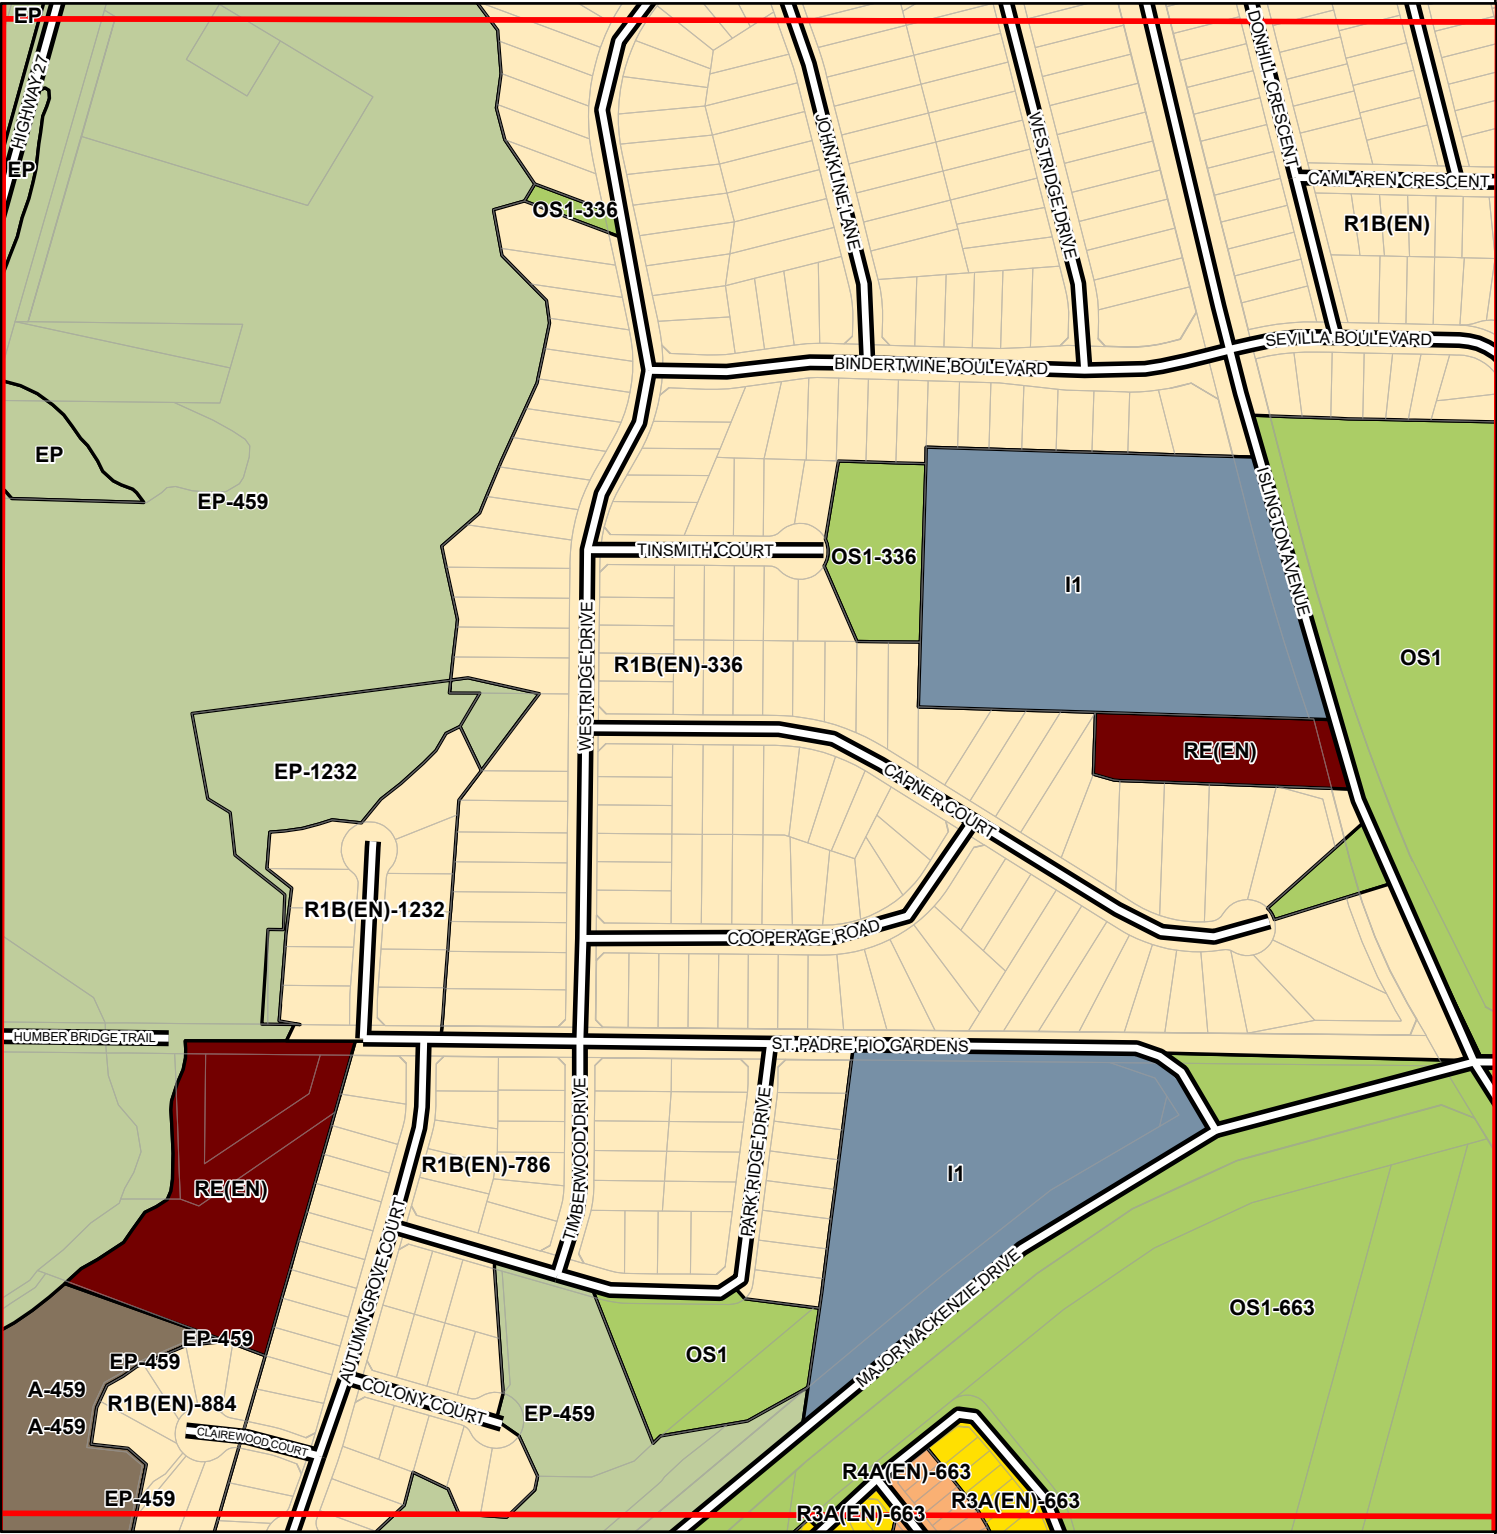 EP
HIGHWAY 27
EP
OS1-336
JOHN KLINE LANE
WESTRIDGE DRIVE
DONHILL CRESCENT
CAMLAREN CRESCENT
R1B(EN)
SEVILLA BOULEVARD
BINDERTWINE BOULEVARD
EP
EP-459
TINSMITH COURT
OS1-336
I1
ISLINGTON AVENUE
OS1
WESTRIDGE DRIVE
R1B(EN)-336
RE(EN)
EP-1232
CAPNER COURT
R1B(EN)-1232
COOPERAGE ROAD
HUMBER BRIDGE TRAIL
ST. PADRE PIO GARDENS
R1B(EN)-786
TIMBERWOOD DRIVE
PARK RIDGE DRIVE
I1
RE(EN)
AUTUMN GROVE COURT
MAJOR MACKENZIE DRIVE
OS1-663
EP-459
EP-459
OS1
A-459
R1B(EN)-884
COLONY COURT
EP-459
A-459
CLAIREWOOD COURT
R4A(EN)-663
EP-459
R3A(EN)-663
R3A(EN)-663